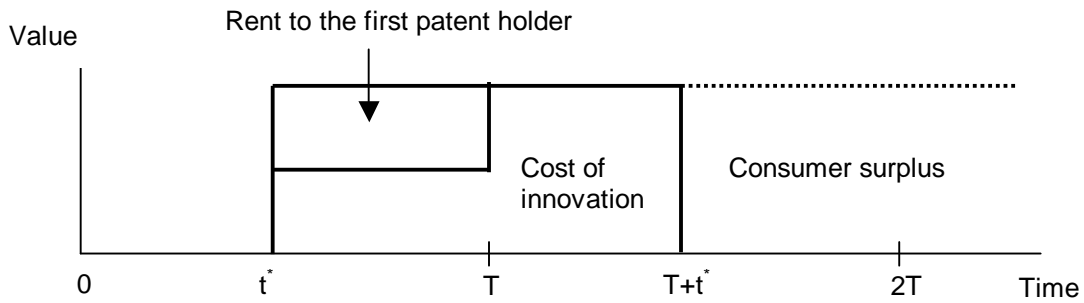 Rent to the first patent holder
Value
Cost of
innovation
Consumer surplus
0
t*
T
T+t*
2T
Time